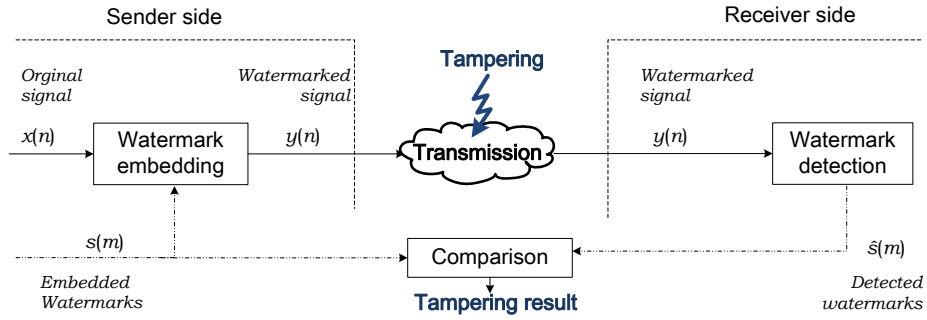 Sender side
Receiver side
Orginal
signal
Watermarked
signal
Tampering
Watermarked
signal
x(n)
Watermark
embedding
y(n)
Transmission
y(n)
Watermark
detection
s(m)
Comparison
ŝ(m)
Embedded
Watermarks
Tampering result
Detected
watermarks